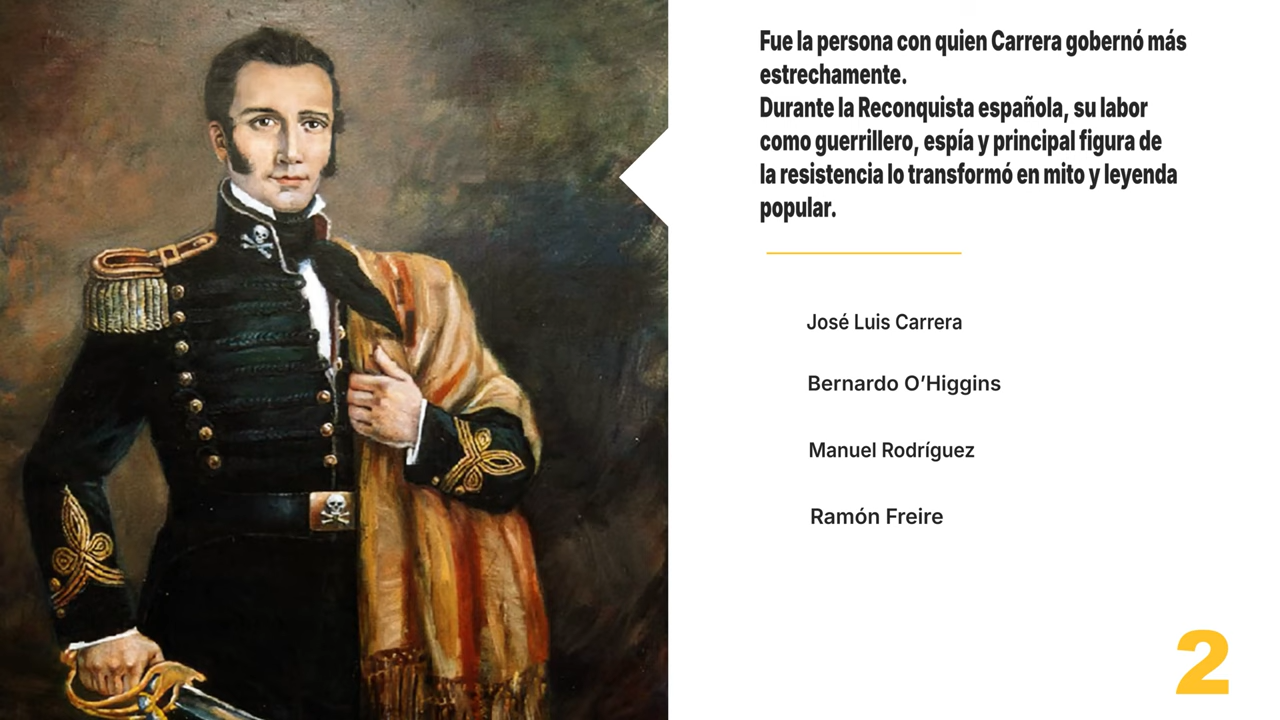 Fue la persona con quien Carrera gobernó más
estrechamente.
Durante la Reconquista española, su labor
como guerrillero, espía y principal figura de
la resistencia lo transformó en mito y leyenda
popular.
José Luis Carrera
Bernardo O’Higgins
Manuel Rodríguez
Ramón Freire
2